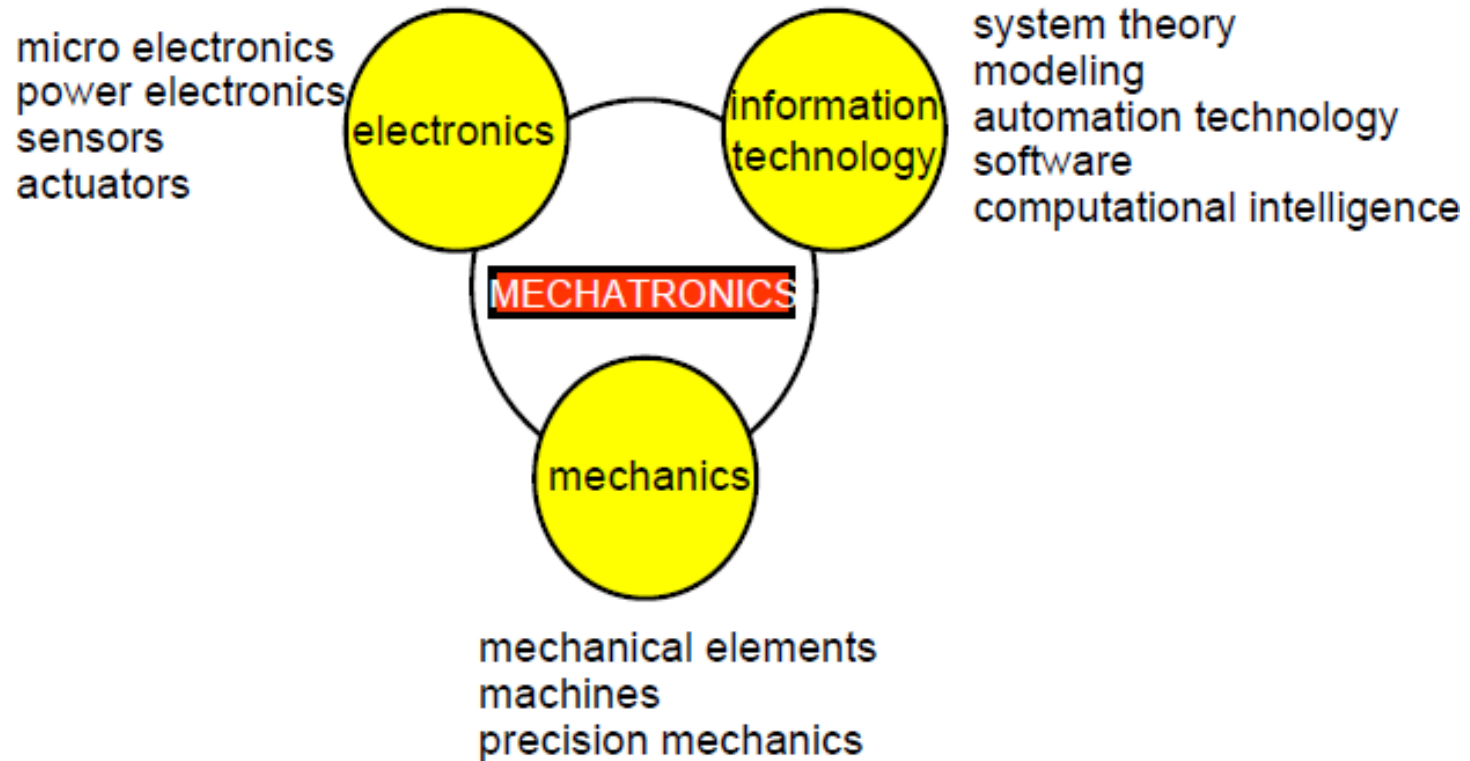 micro electronics
power electronics
sensors
actuators
electronics
information
technology
system theory
modeling
automation technology
software
computational intelligence
MECHATRONICS
mechanics
mechanical elements
machines
precision mechanics